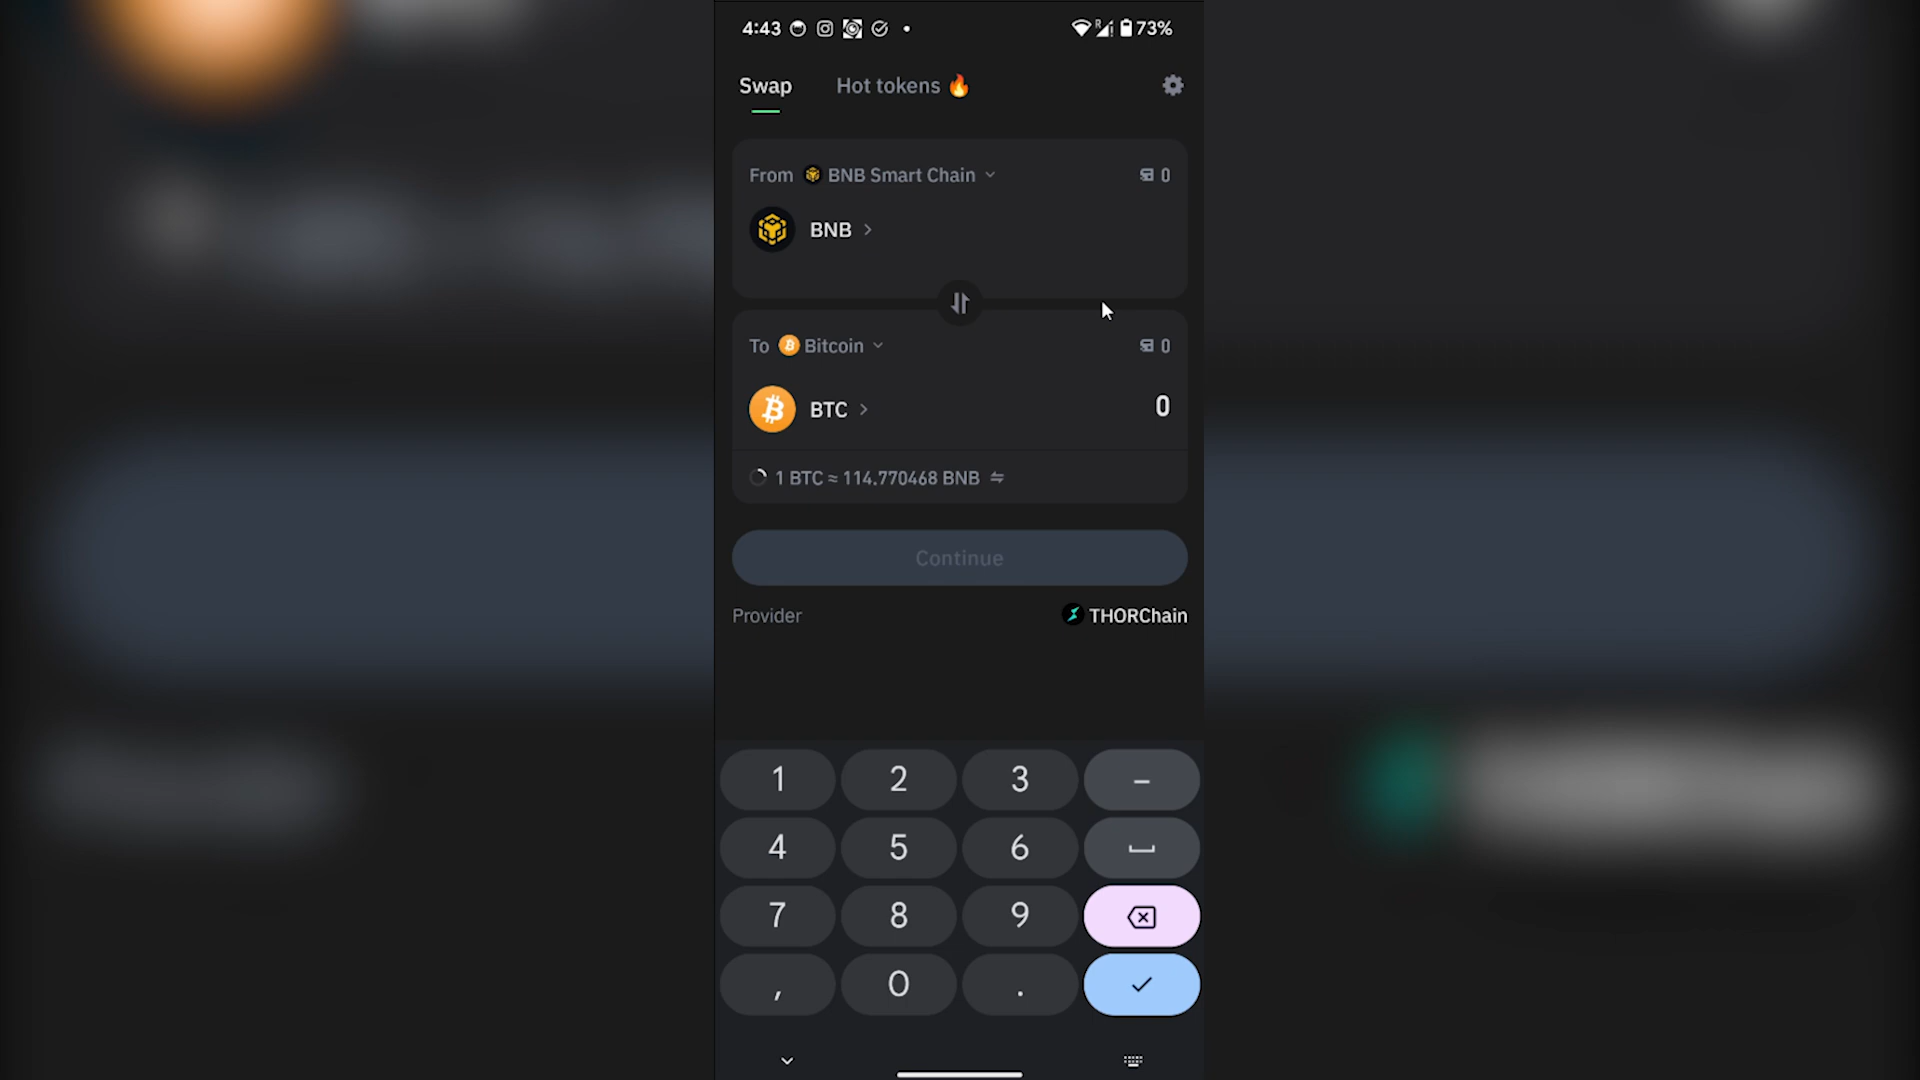 4:43 73%
Swap Hot tokens 🔥
From BNB Smart Chain 0
BNB
To Bitcoin 0
BTC 0
1 BTC ≈ 114.770468 BNB
Continue
Provider THORChain
1 2 3 –
4 5 6
7 8 9
, 0 .